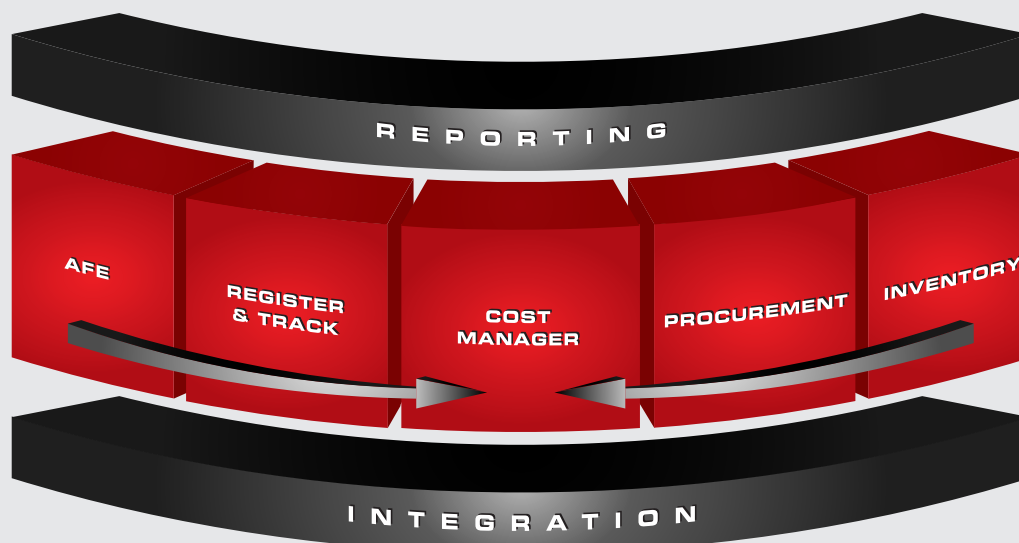 REPORTING
AFE
REGISTER
& TRACK
COST
MANAGER
PROCUREMENT
INVENTORY
INTEGRATION